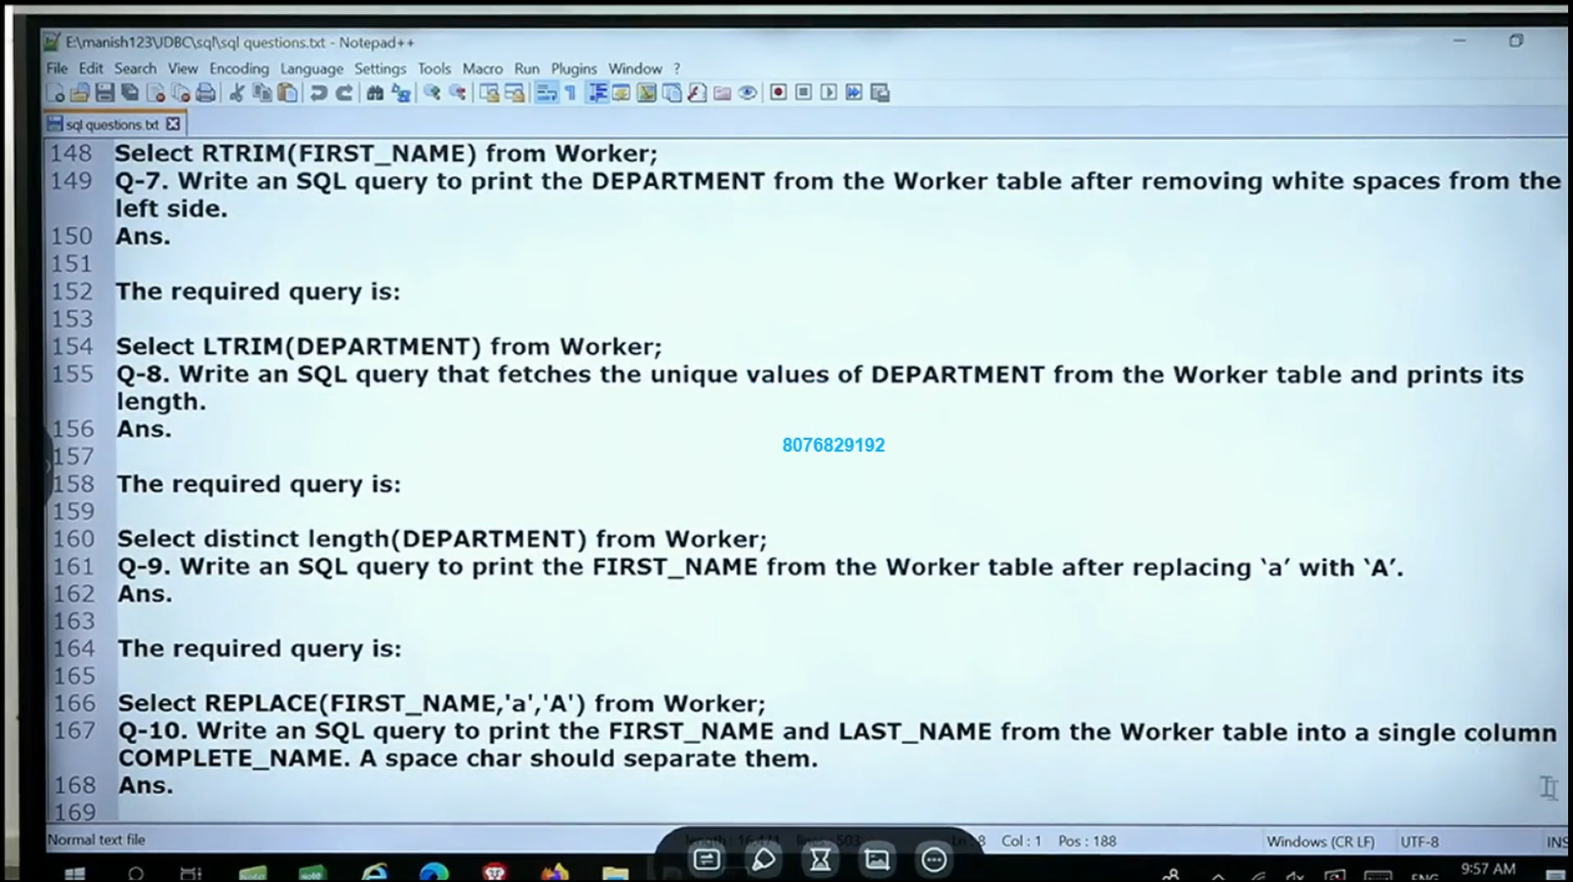 E:\manish123\JDBC\sql\sql questions.txt - Notepad++
File Edit Search View Encoding Language Settings Tools Macro Run Plugins Window ?
sql questions.txt
148 Select RTRIM(FIRST_NAME) from Worker;
149 Q-7. Write an SQL query to print the DEPARTMENT from the Worker table after removing white spaces from the
left side.
150 Ans.
151
152 The required query is:
153
154 Select LTRIM(DEPARTMENT) from Worker;
155 Q-8. Write an SQL query that fetches the unique values of DEPARTMENT from the Worker table and prints its
length.
156 Ans.
8076829192
157
158 The required query is:
159
160 Select distinct length(DEPARTMENT) from Worker;
161 Q-9. Write an SQL query to print the FIRST_NAME from the Worker table after replacing ‘a’ with ‘A’.
162 Ans.
163
164 The required query is:
165
166 Select REPLACE(FIRST_NAME,'a','A') from Worker;
167 Q-10. Write an SQL query to print the FIRST_NAME and LAST_NAME from the Worker table into a single column
COMPLETE_NAME. A space char should separate them.
168 Ans.
169
Normal text file Col : 1 Pos : 188 Windows (CR LF) UTF-8 INS
ENG 9:57 AM